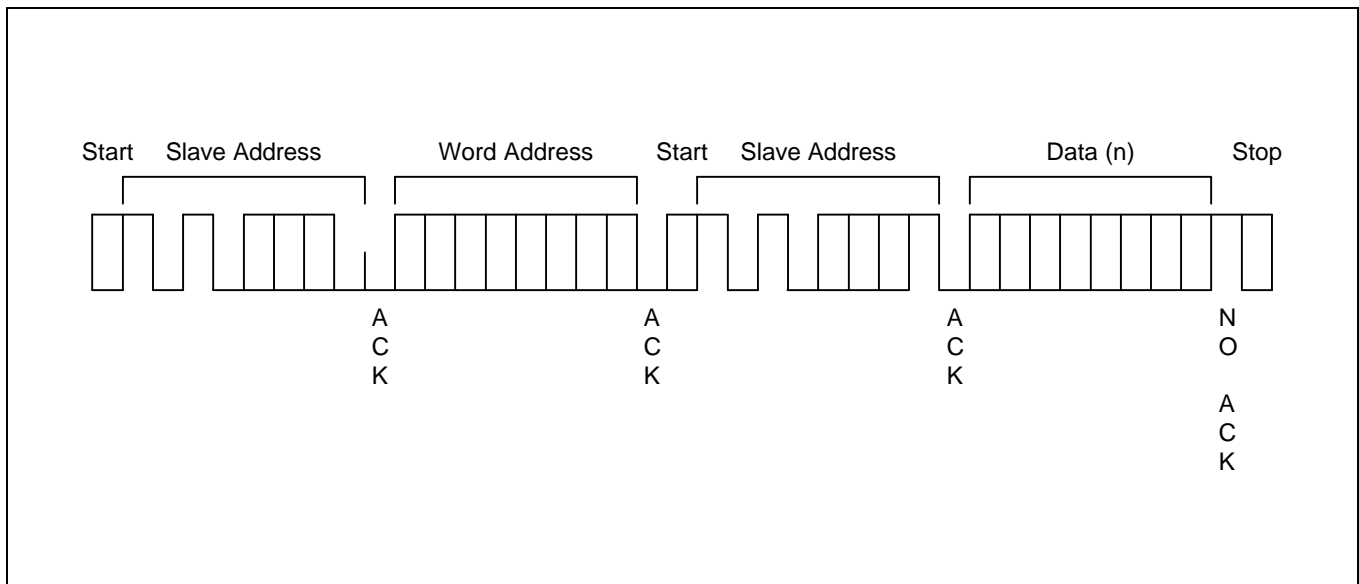 Start Slave Address Word Address Start Slave Address Data (n) Stop
A A A N
C C C O
K K K
A
C
K